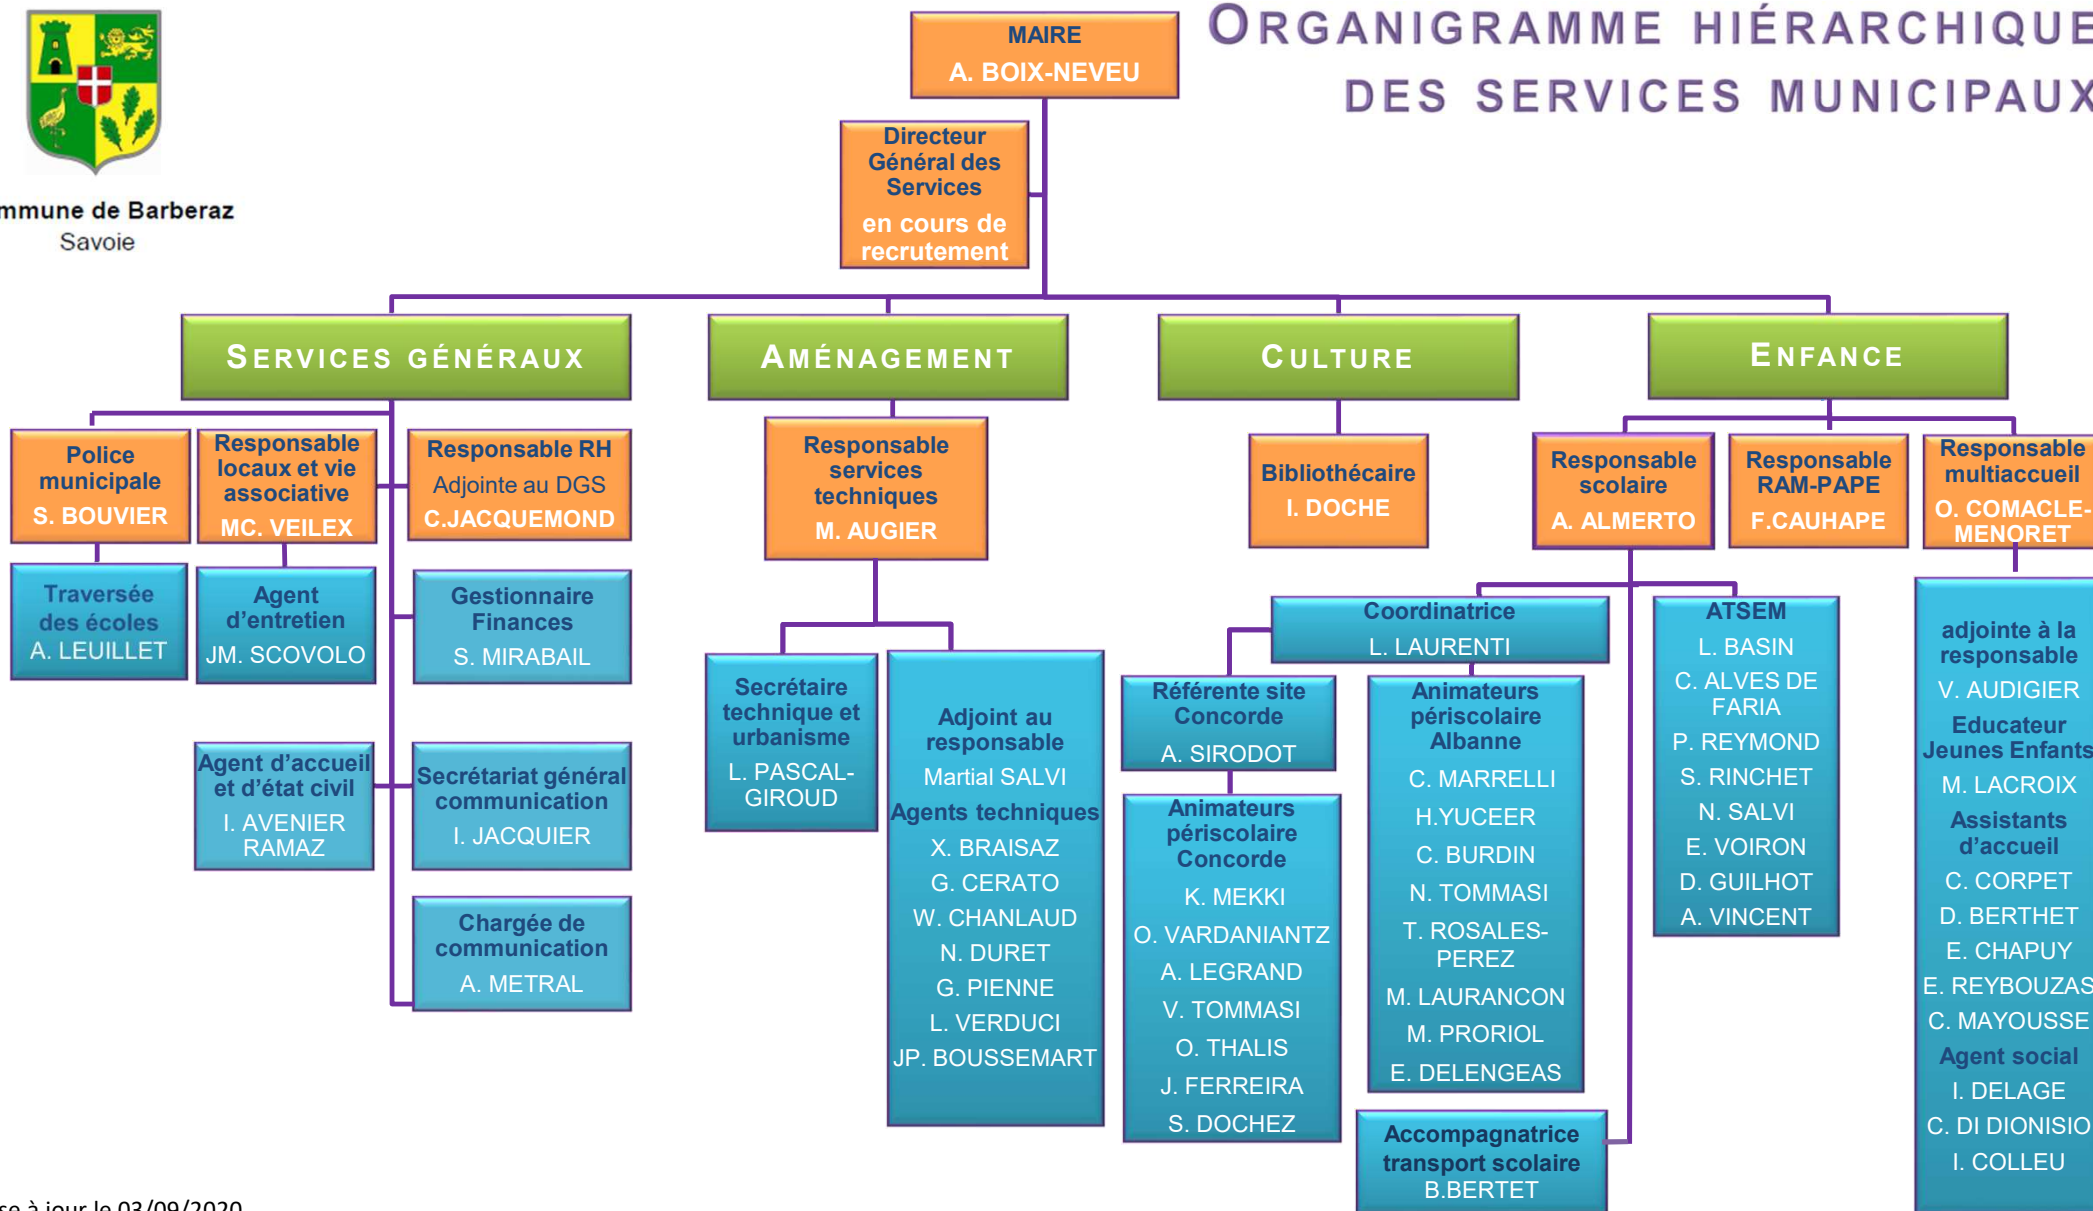 ORGANIGRAMME HIÉRARCHIQUE
DES SERVICES MUNICIPAUX
mmune de Barberaz
Savoie
MAIRE
A. BOIX-NEVEU
Directeur
Général des
Services
en cours de
recrutement
SERVICES GÉNÉRAUX
AMÉNAGEMENT
CULTURE
ENFANCE
Police
municipale
S. BOUVIER
Responsable
locaux et vie
associative
MC. VEILEX
Responsable RH
Adjointe au DGS
C.JACQUEMOND
Traversée
des écoles
A. LEUILLET
Agent
d’entretien
JM. SCOVOLO
Gestionnaire
Finances
S. MIRABAIL
Agent d’accueil
et d’état civil
I. AVENIER
RAMAZ
Secrétariat général
communication
I. JACQUIER
Chargée de
communication
A. METRAL
Responsable
services
techniques
M. AUGIER
Secrétaire
technique et
urbanisme
L. PASCAL-
GIROUD
Adjoint au
responsable
Martial SALVI
Agents techniques
X. BRAISAZ
G. CERATO
W. CHANLAUD
N. DURET
G. PIENNE
L. VERDUCI
JP. BOUSSEMART
Bibliothécaire
I. DOCHE
Responsable
scolaire
A. ALMERTO
Responsable
RAM-PAPE
F.CAUHAPE
Responsable
multiaccueil
O. COMACLE-
MENORET
Coordinatrice
L. LAURENTI
Référente site
Concorde
A. SIRODOT
Animateurs
périscolaire
Concorde
K. MEKKI
O. VARDANIANTZ
A. LEGRAND
V. TOMMASI
O. THALIS
J. FERREIRA
S. DOCHEZ
Animateurs
périscolaire
Albanne
C. MARRELLI
H.YUCEER
C. BURDIN
N. TOMMASI
T. ROSALES-
PEREZ
M. LAURANCON
M. PRORIOL
E. DELENGEAS
Accompagnatrice
transport scolaire
B.BERTET
ATSEM
L. BASIN
C. ALVES DE
FARIA
P. REYMOND
S. RINCHET
N. SALVI
E. VOIRON
D. GUILHOT
A. VINCENT
adjointe à la
responsable
V. AUDIGIER
Educateur
Jeunes Enfants
M. LACROIX
Assistants
d’accueil
C. CORPET
D. BERTHET
E. CHAPUY
E. REYBOUZAS
C. MAYOUSSE
Agent social
I. DELAGE
C. DI DIONISIO
I. COLLEU
se à jour le 03/09/2020